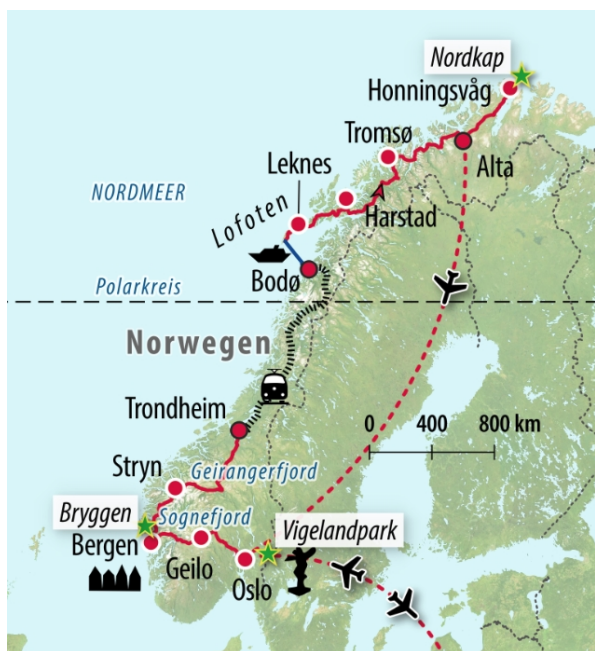 Nordkap
Honningsvåg
Tromsø
Alta
Leknes
NORDMEER
Lofoten
Harstad
Bodø
Polarkreis
Norwegen
Trondheim
0 400 800 km
Stryn
Geirangerfjord
Bryggen
Sognefjord
Vigelandpark
Bergen
Geilo
Oslo